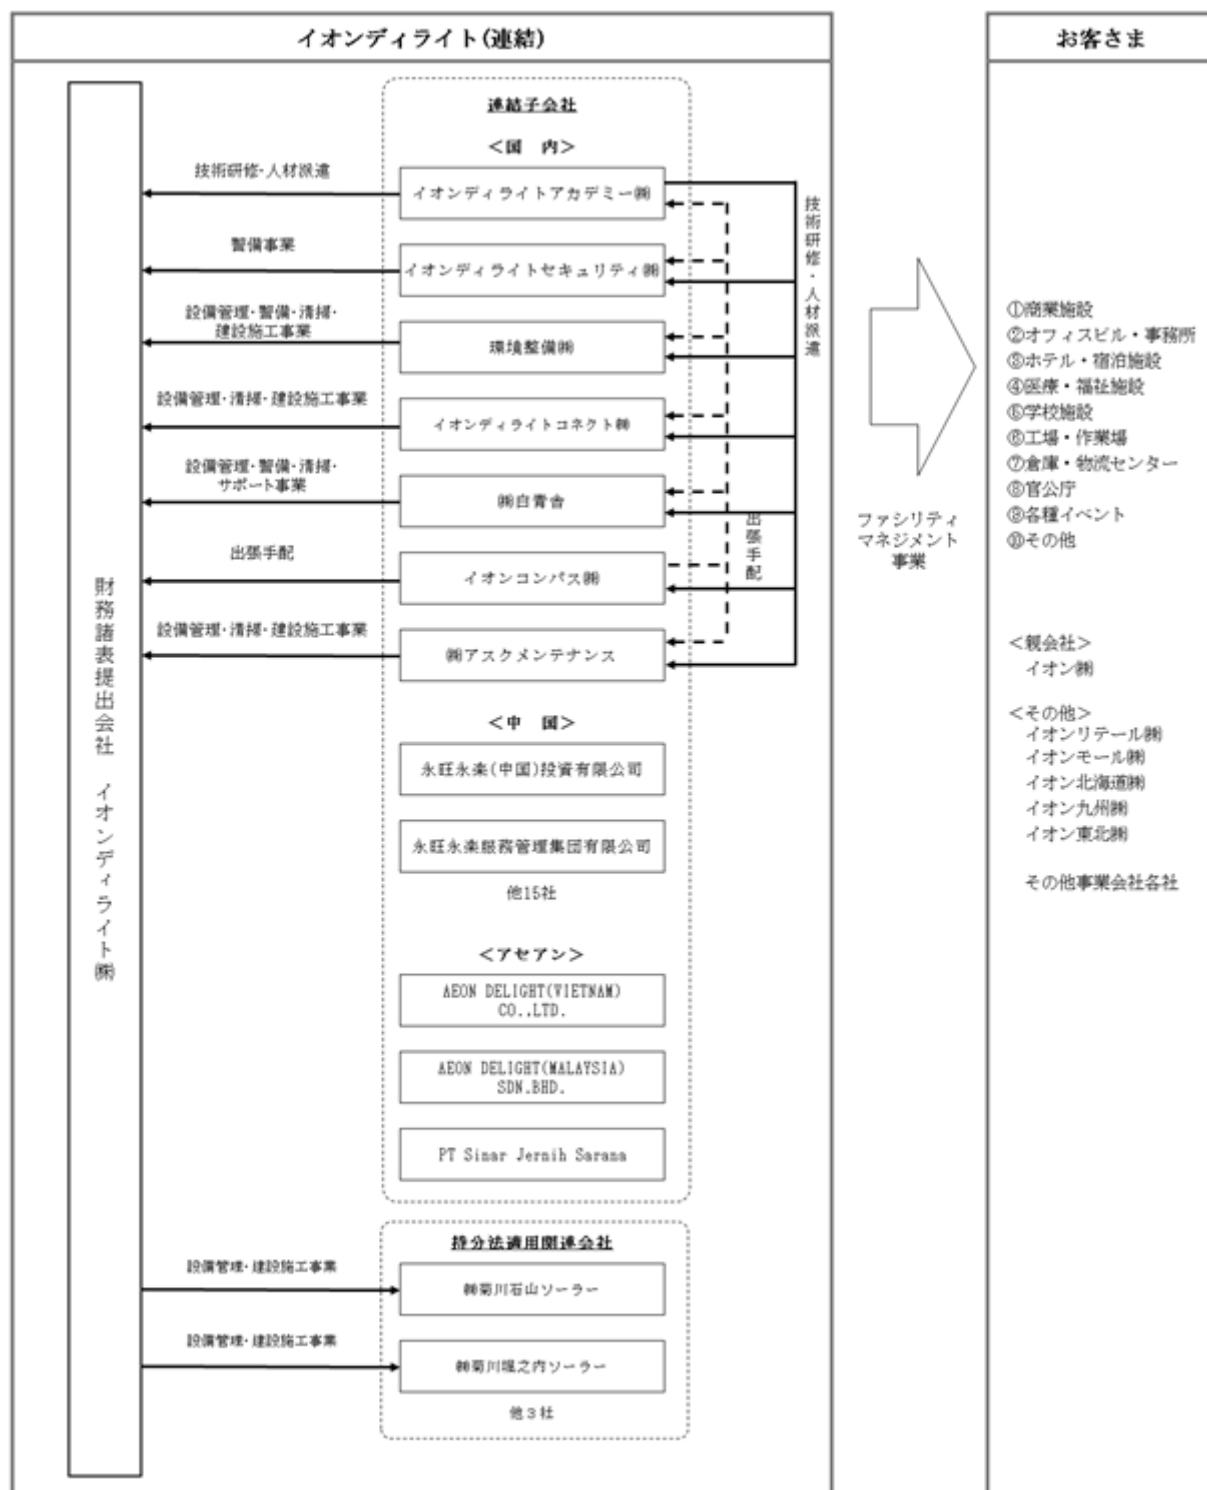 イオンディライト(連結)
連結子会社
<国　内>
技術研修・人材派遣
イオンディライトアカデミー㈱
警備事業
イオンディライトセキュリティ㈱
設備管理・警備・清掃・
建設施工事業
環境整備㈱
設備管理・清掃・建設施工事業
イオンディライトコネクト㈱
設備管理・警備・清掃・
サポート事業
㈱白青舎
出張手配
イオンコンパス㈱
設備管理・清掃・建設施工事業
㈱アスクメンテナンス
技術研修・人材派遣
出張手配
<中　国>
永旺永楽(中国)投資有限公司
永旺永楽服務管理集団有限公司
他15社
<アセアン>
AEON DELIGHT(VIETNAM)
CO.,LTD.
AEON DELIGHT(MALAYSIA)
SDN.BHD.
PT Sinar Jernih Sarana
持分法適用関連会社
設備管理・建設施工事業
㈱菊川石山ソーラー
設備管理・建設施工事業
㈱菊川堀之内ソーラー
他３社
財務諸表提出会社　イオンディライト㈱
ファシリティ
マネジメント
事業
お客さま
①商業施設
②オフィスビル・事務所
③ホテル・宿泊施設
④医療・福祉施設
⑤学校施設
⑥工場・作業場
⑦倉庫・物流センター
⑧官公庁
⑨各種イベント
⑩その他
<親会社>
イオン㈱
<その他>
イオンリテール㈱
イオンモール㈱
イオン北海道㈱
イオン九州㈱
イオン東北㈱
その他事業会社各社